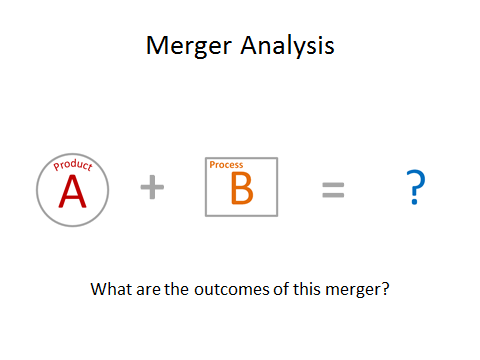 Merger Analysis
Product
A
+
Process
B
=
?
What are the outcomes of this merger?